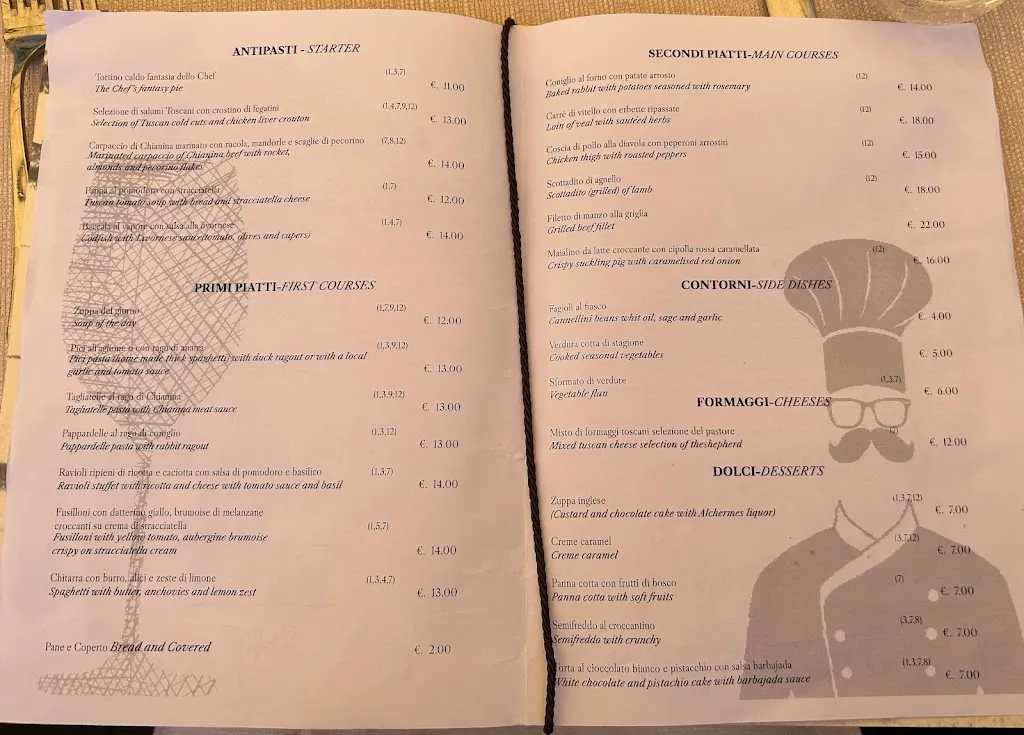 ANTIPASTI - STARTER
Tortino caldo fantasia dello Chef (1,3,7)
The Chef's fantasy pie €. 11.00
Selezione di salumi Toscani con crostino di fegatini (1,4,7,9,12)
Selection of Tuscan cold cuts and chicken liver crouton €. 13.00
Carpaccio di Chianina marinato con rucola, mandorle e scaglie di pecorino (7,8,12)
Marinated carpaccio of Chianina beef with rocket,
almonds and pecorino flakes €. 14.00
Pappa al pomodoro con stracciatella (1,7)
Tuscan tomato soup with bread and stracciatella cheese €. 12.00
Baccalà al vapore con salsa alla livornese (1,4,7)
Codfish with Livornese sauce(tomato, olives and capers) €. 14.00
PRIMI PIATTI-FIRST COURSES
Zuppa del giorno (1,7,9,12)
Soup of the day €. 12.00
Pici all'aglione o con ragù di anatra (1,3,9,12)
Pici pasta (home made thick spaghetti) with duck ragout or with a local
garlic and tomato sauce €. 13.00
Tagliatelle al ragù di Chianina (1,3,9,12)
Tagliatelle pasta with Chianina meat sauce €. 13.00
Pappardelle al ragù di coniglio (1,3,12)
Pappardelle pasta with rabbit ragout €. 13.00
Ravioli ripieni di ricotta e caciotta con salsa di pomodoro e basilico (1,3,7)
Ravioli stuffet with ricotta and cheese with tomato sauce and basil €. 14.00
Fusilloni con datterino giallo, brumoise di melanzane
croccanti su crema di stracciatella (1,5,7)
Fusilloni with yellow tomato, aubergine brumoise
crispy on stracciatella cream €. 14.00
Chitarra con burro, alici e zeste di limone (1,3,4,7)
Spaghetti with butter, anchovies and lemon zest €. 13.00
Pane e Coperto Bread and Covered €. 2.00
SECONDI PIATTI-MAIN COURSES
Coniglio al forno con patate arrosto (12)
Baked rabbit with potatoes seasoned with rosemary €. 14.00
Carrè di vitello con erbette ripassate (12)
Loin of veal with sautéed herbs €. 18.00
Coscia di pollo alla diavola con peperoni arrostiti (12)
Chicken thigh with roasted peppers €. 15.00
Scottadito di agnello (12)
Scottadito (grilled) of lamb €. 18.00
Filetto di manzo alla griglia
Grilled beef fillet €. 22.00
Maialino da latte croccante con cipolla rossa caramellata (12)
Crispy suckling pig with caramelised red onion €. 16.00
CONTORNI-SIDE DISHES
Fagioli al fiasco
Cannellini beans whit oil, sage and garlic €. 4.00
Verdura cotta di stagione
Cooked seasonal vegetables €. 5.00
Sformato di verdure (1,3,7)
Vegetable flan €. 6.00
FORMAGGI-CHEESES
Misto di formaggi toscani selezione del pastore (7)
Mixed tuscan cheese selection of theshepherd €. 12.00
DOLCI-DESSERTS
Zuppa inglese (1,3,7,12)
(Custard and chocolate cake with Alchermes liquor) €. 7.00
Creme caramel (3,7,12)
Creme caramel €. 7.00
Panna cotta con frutti di bosco (7)
Panna cotta with soft fruits €. 7.00
Semifreddo al croccantino (3,7,8)
Semifreddo with crunchy €. 7.00
Torta al cioccolato bianco e pistacchio con salsa barbajada (1,3,7,8)
White chocolate and pistachio cake with barbajada sauce €. 7.00